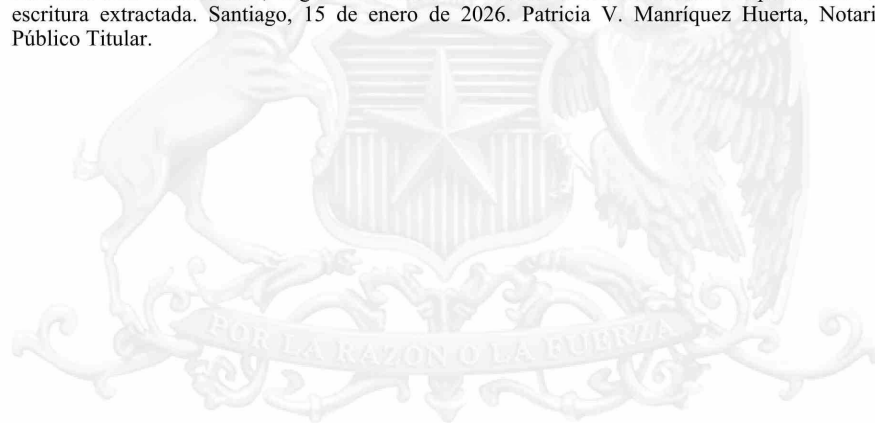 escritura extractada. Santiago, 15 de enero de 2026. Patricia V. Manríquez Huerta, Notari
Público Titular.
POR LA RAZON O LA FUERZA